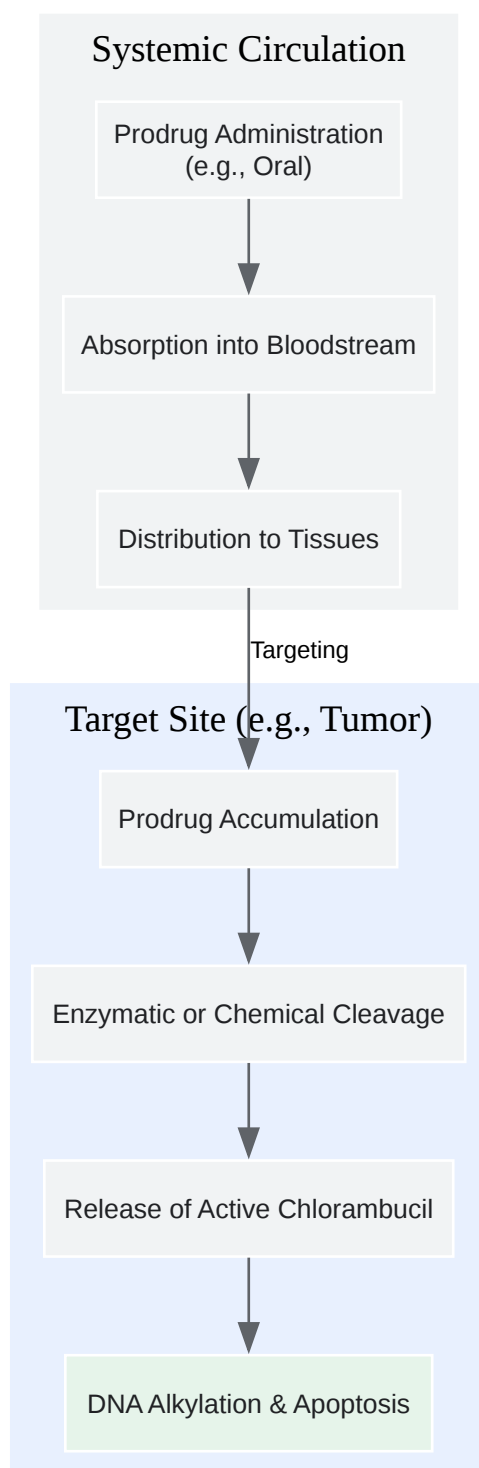 Systemic Circulation
Prodrug Administration
(e.g., Oral)
Absorption into Bloodstream
Distribution to Tissues
Targeting
Target Site (e.g., Tumor)
Prodrug Accumulation
Enzymatic or Chemical Cleavage
Release of Active Chlorambucil
DNA Alkylation & Apoptosis